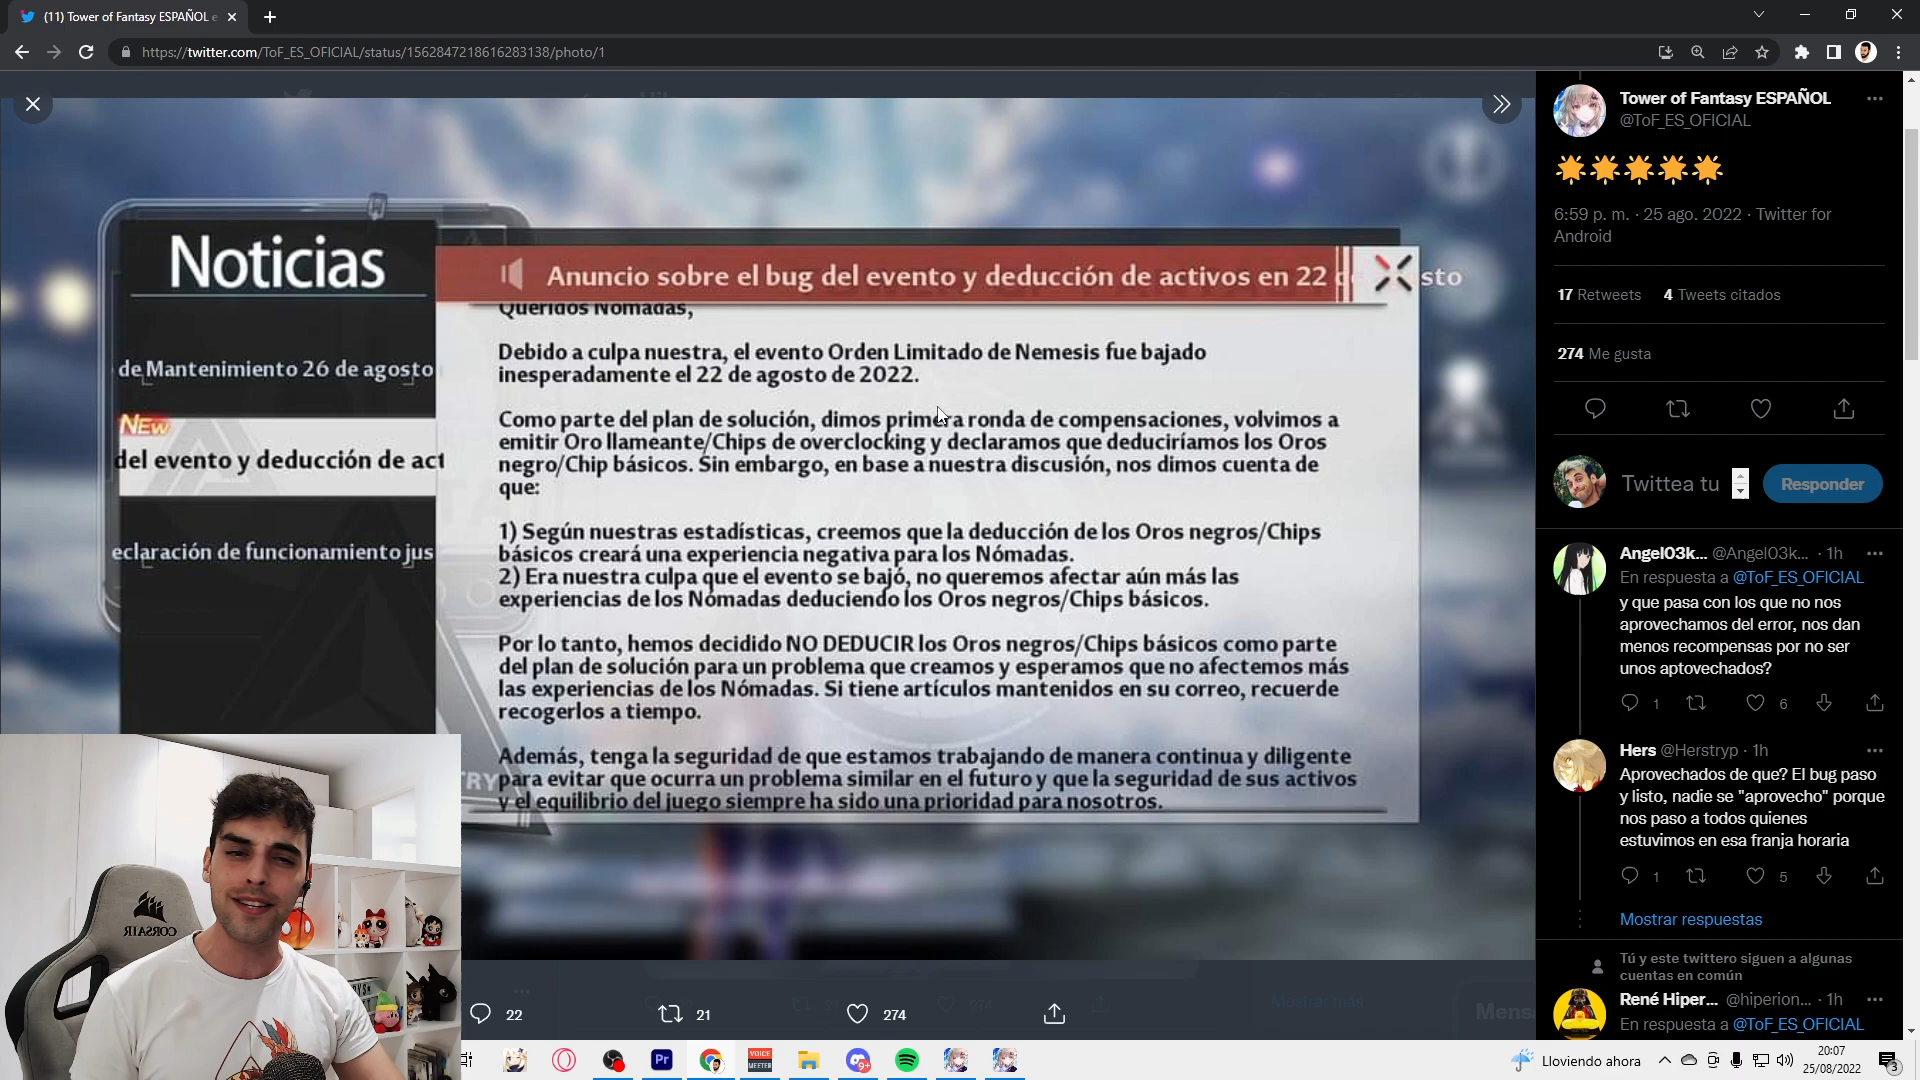 (11) Tower of Fantasy ESPAÑOL e
https://twitter.com/ToF_ES_OFICIAL/status/1562847218616283138/photo/1
Noticias
de Mantenimiento 26 de agosto
New
del evento y deducción de act
eclaración de funcionamiento jus
Anuncio sobre el bug del evento y deducción de activos en 22 d sto
Queridos Nómadas,
Debido a culpa nuestra, el evento Orden Limitado de Nemesis fue bajado
inesperadamente el 22 de agosto de 2022.
Como parte del plan de solución, dimos primera ronda de compensaciones, volvimos a
emitir Oro llameante/Chips de overclocking y declaramos que deduciríamos los Oros
negro/Chip básicos. Sin embargo, en base a nuestra discusión, nos dimos cuenta de
que:
1) Según nuestras estadísticas, creemos que la deducción de los Oros negros/Chips
básicos creará una experiencia negativa para los Nómadas.
2) Era nuestra culpa que el evento se bajó, no queremos afectar aún más las
experiencias de los Nómadas deduciendo los Oros negros/Chips básicos.
Por lo tanto, hemos decidido NO DEDUCIR los Oros negros/Chips básicos como parte
del plan de solución para un problema que creamos y esperamos que no afectemos más
las experiencias de los Nómadas. Si tiene artículos mantenidos en su correo, recuerde
recogerlos a tiempo.
Además, tenga la seguridad de que estamos trabajando de manera continua y diligente
para evitar que ocurra un problema similar en el futuro y que la seguridad de sus activos
y el equilibrio del juego siempre ha sido una prioridad para nosotros.
TRY
CORSAIR
22
21
274
Tower of Fantasy ESPAÑOL
@ToF_ES_OFICIAL
6:59 p. m. · 25 ago. 2022 · Twitter for
Android
17 Retweets 4 Tweets citados
274 Me gusta
Twittea tu
Responder
Angel03k... @Angel03k... · 1h
En respuesta a @ToF_ES_OFICIAL
y que pasa con los que no nos
aprovechamos del error, nos dan
menos recompensas por no ser
unos aptovechados?
1
6
Hers @Herstryp · 1h
Aprovechados de que? El bug paso
y listo, nadie se "aprovecho" porque
nos paso a todos quienes
estuvimos en esa franja horaria
1
5
Mostrar respuestas
Tú y este twittero siguen a algunas
cuentas en común
René Hiper... @hiperion... · 1h
En respuesta a @ToF_ES_OFICIAL
Mostrar más
Mensa
Pr
VOICE
MEETER
9+
Lloviendo ahora
20:07
25/08/2022
3